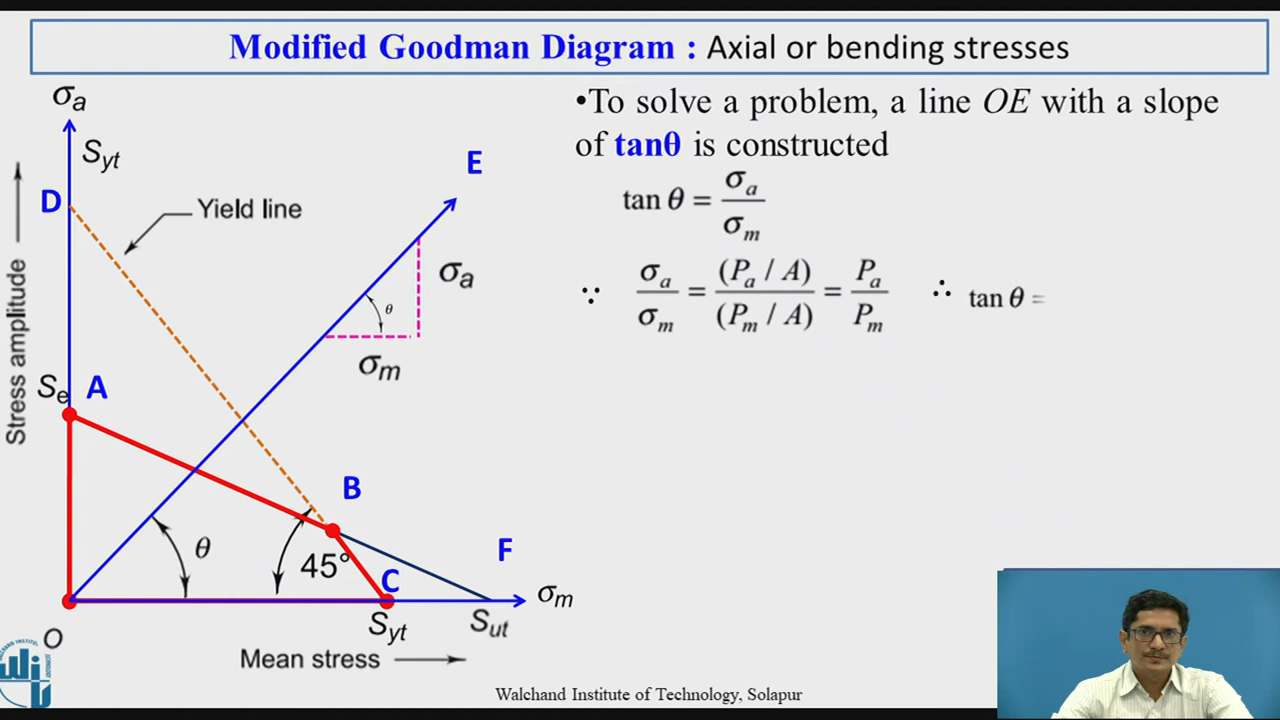 Modified Goodman Diagram : Axial or bending stresses
•To solve a problem, a line OE with a slope
of tanθ is constructed
tan θ = σa / σm
∵ σa / σm = (Pa / A) / (Pm / A) = Pa / Pm ∴ tan θ =
σa
Syt
D
Yield line
E
σa
θ
σm
Stress amplitude
Se A
B
θ
45°
C
F
σm
O
Syt
Sut
Mean stress
Walchand Institute of Technology, Solapur